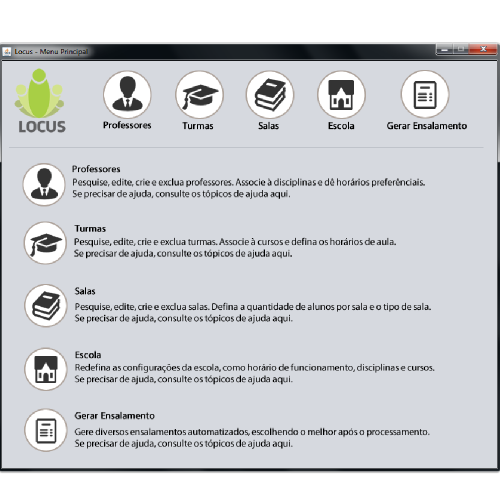 Locus - Menu Principal
LOCUS
Professores
Turmas
Salas
Escola
Gerar Ensalamento
Professores
Pesquise, edite, crie e exclua professores. Associe à disciplinas e dê horários preferênciais.
Se precisar de ajuda, consulte os tópicos de ajuda aqui.
Turmas
Pesquise, edite, crie e exclua turmas. Associe à cursos e defina os horários de aula.
Se precisar de ajuda, consulte os tópicos de ajuda aqui.
Salas
Pesquise, edite, crie e exclua salas. Defina a quantidade de alunos por sala e o tipo de sala.
Se precisar de ajuda, consulte os tópicos de ajuda aqui.
Escola
Redefina as configurações da escola, como horário de funcionamento, disciplinas e cursos.
Se precisar de ajuda, consulte os tópicos de ajuda aqui.
Gerar Ensalamento
Gere diversos ensalamentos automatizados, escolhendo o melhor após o processamento.
Se precisar de ajuda, consulte os tópicos de ajuda aqui.